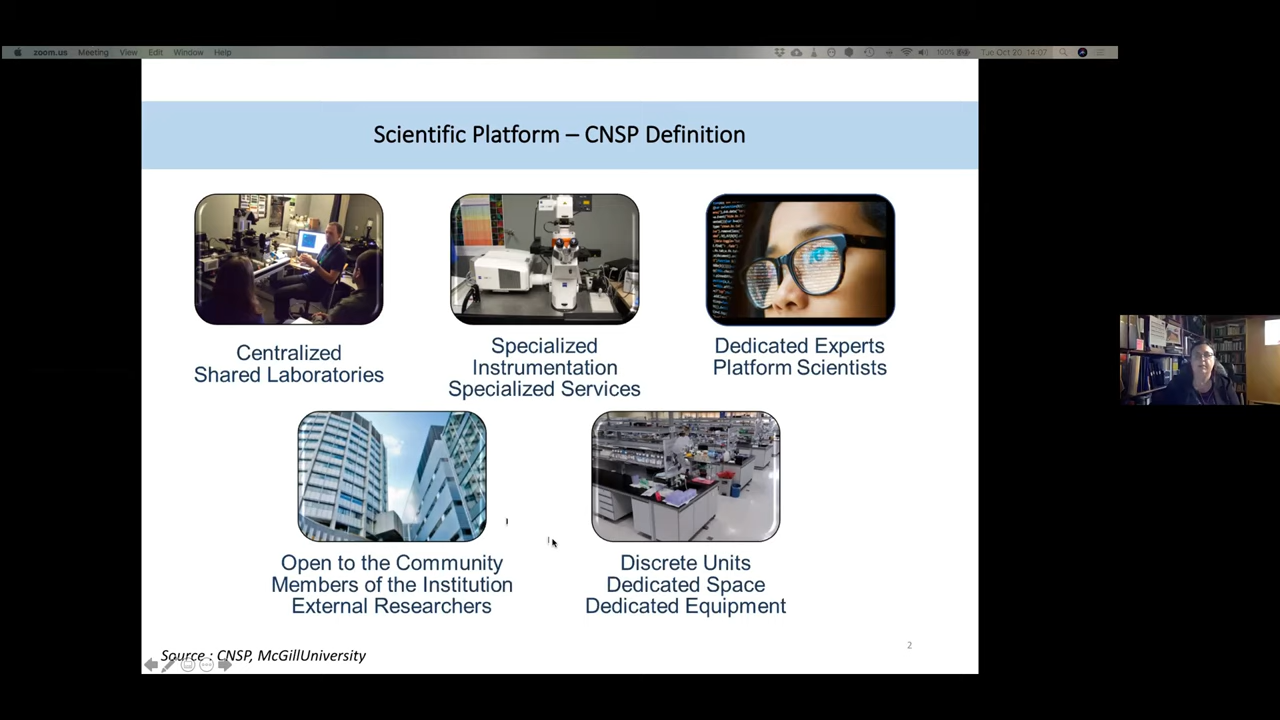 zoom.us Meeting View Edit Window Help
100% Tue Oct 20 14:07
Scientific Platform – CNSP Definition
Centralized
Shared Laboratories
Specialized
Instrumentation
Specialized Services
Dedicated Experts
Platform Scientists
Open to the Community
Members of the Institution
External Researchers
Discrete Units
Dedicated Space
Dedicated Equipment
Source : CNSP, McGillUniversity
2